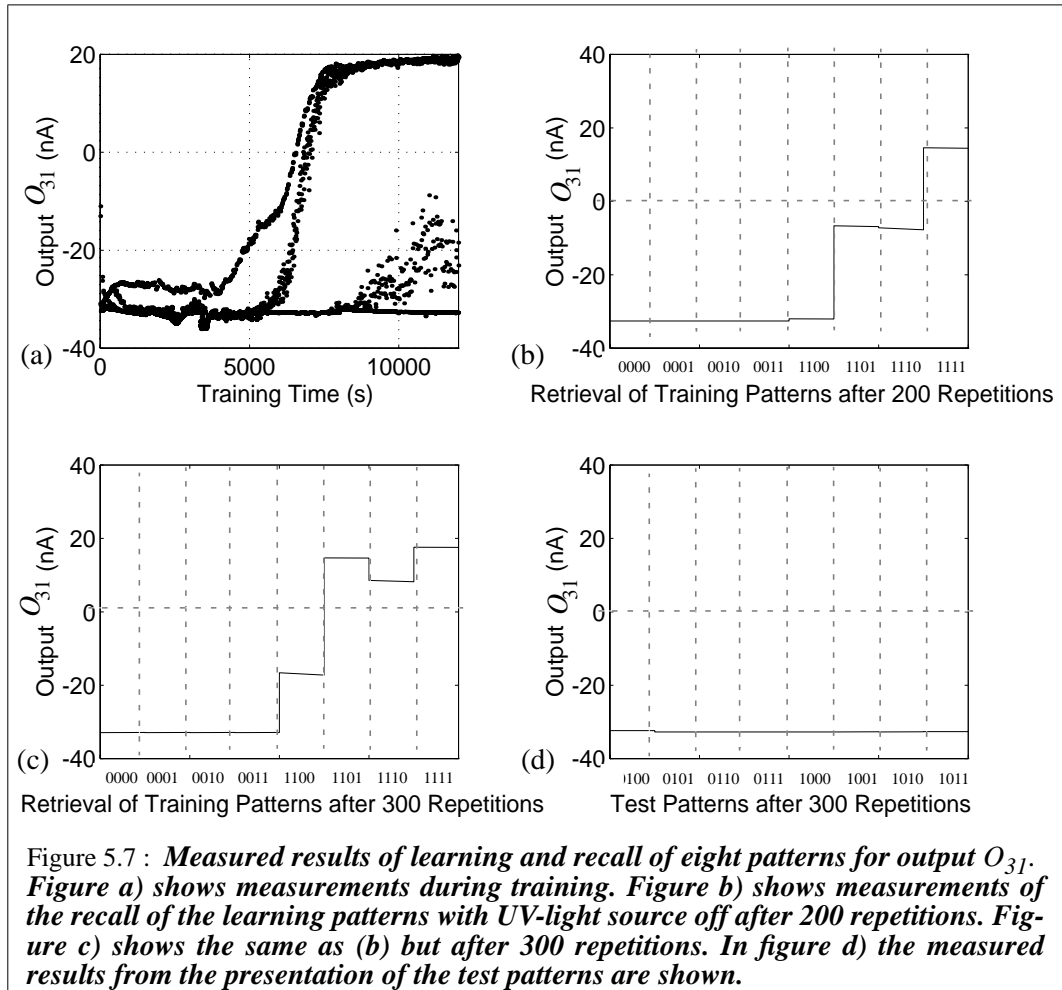 20
0
-20
-40
Output O31 (nA)
(a)
0 5000 10000
Training Time (s)
40
20
0
-20
-40
Output O31 (nA)
(b)
0000 0001 0010 0011 1100 1101 1110 1111
Retrieval of Training Patterns after 200 Repetitions
40
20
0
-20
-40
Output O31 (nA)
(c)
0000 0001 0010 0011 1100 1101 1110 1111
Retrieval of Training Patterns after 300 Repetitions
40
20
0
-20
-40
Output O31 (nA)
(d)
0101 0110 0111 1000 1001 1010 1011
Test Patterns after 300 Repetitions
Figure 5.7 : Measured results of learning and recall of eight patterns for output O31.
Figure a) shows measurements during training. Figure b) shows measurements of
the recall of the learning patterns with UV-light source off after 200 repetitions. Fig-
ure c) shows the same as (b) but after 300 repetitions. In figure d) the measured
results from the presentation of the test patterns are shown.